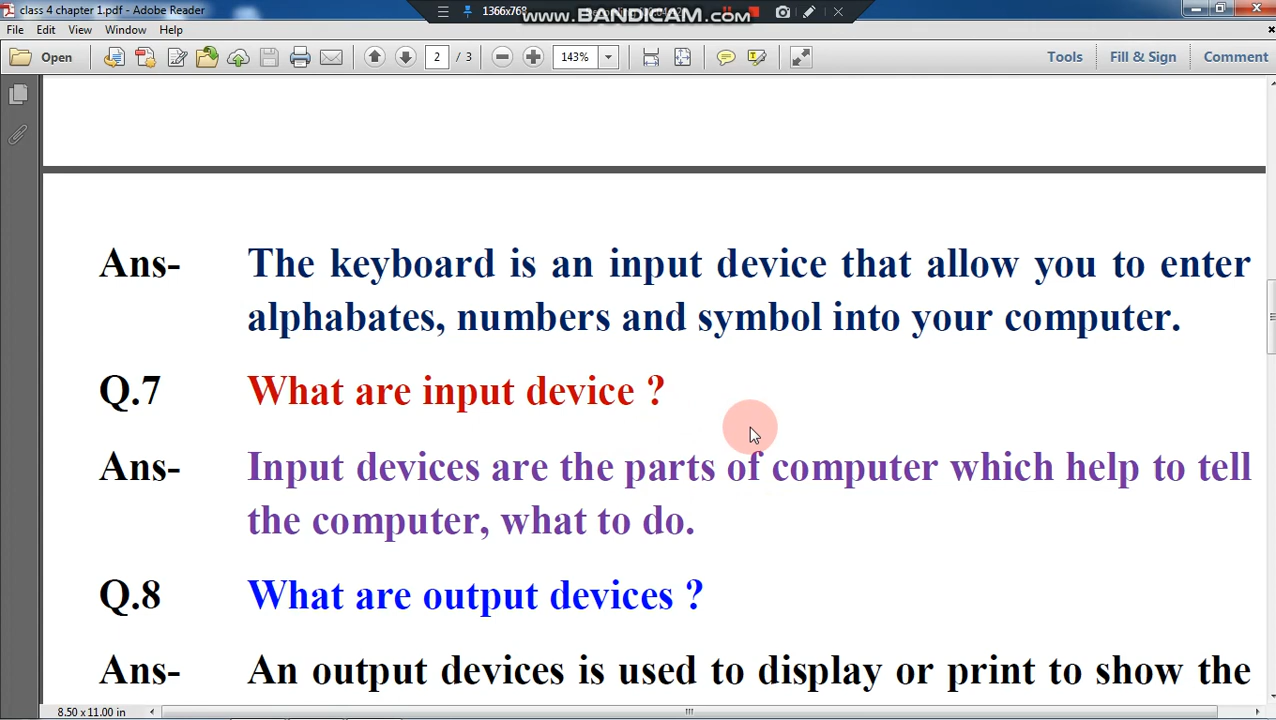 class 4 chapter 1.pdf - Adobe Reader
1366x768
www.BANDICAM.com
File Edit View Window Help
Open 2 / 3 143% Tools Fill & Sign Comment
Ans- The keyboard is an input device that allow you to enter
alphabates, numbers and symbol into your computer.
Q.7 What are input device ?
Ans- Input devices are the parts of computer which help to tell
the computer, what to do.
Q.8 What are output devices ?
Ans- An output devices is used to display or print to show the
8.50 x 11.00 in